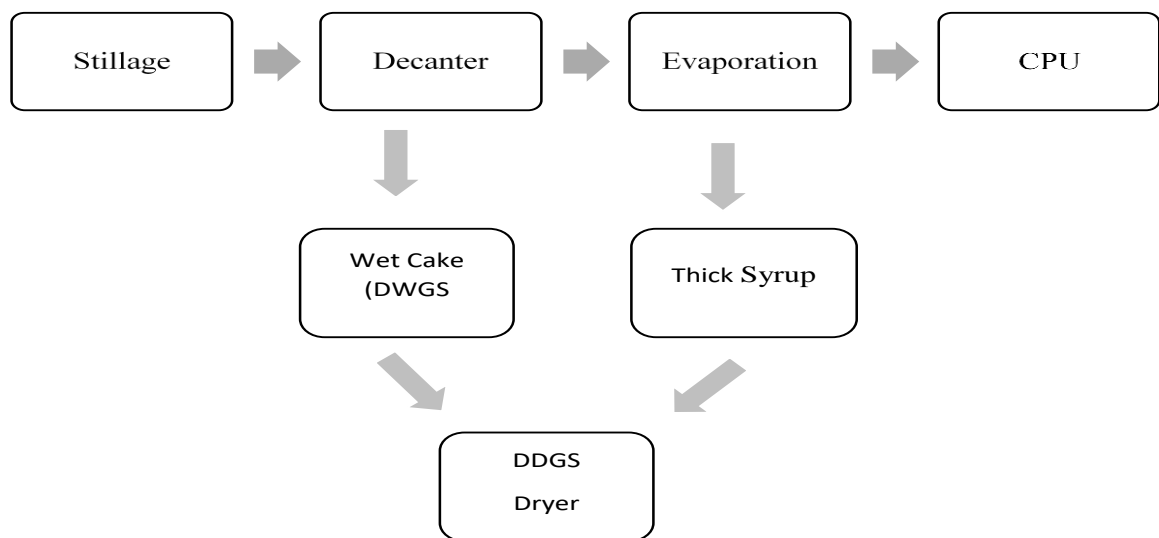 Stillage
Decanter
Evaporation
CPU
Wet Cake
(DWGS
Thick Syrup
DDGS
Dryer